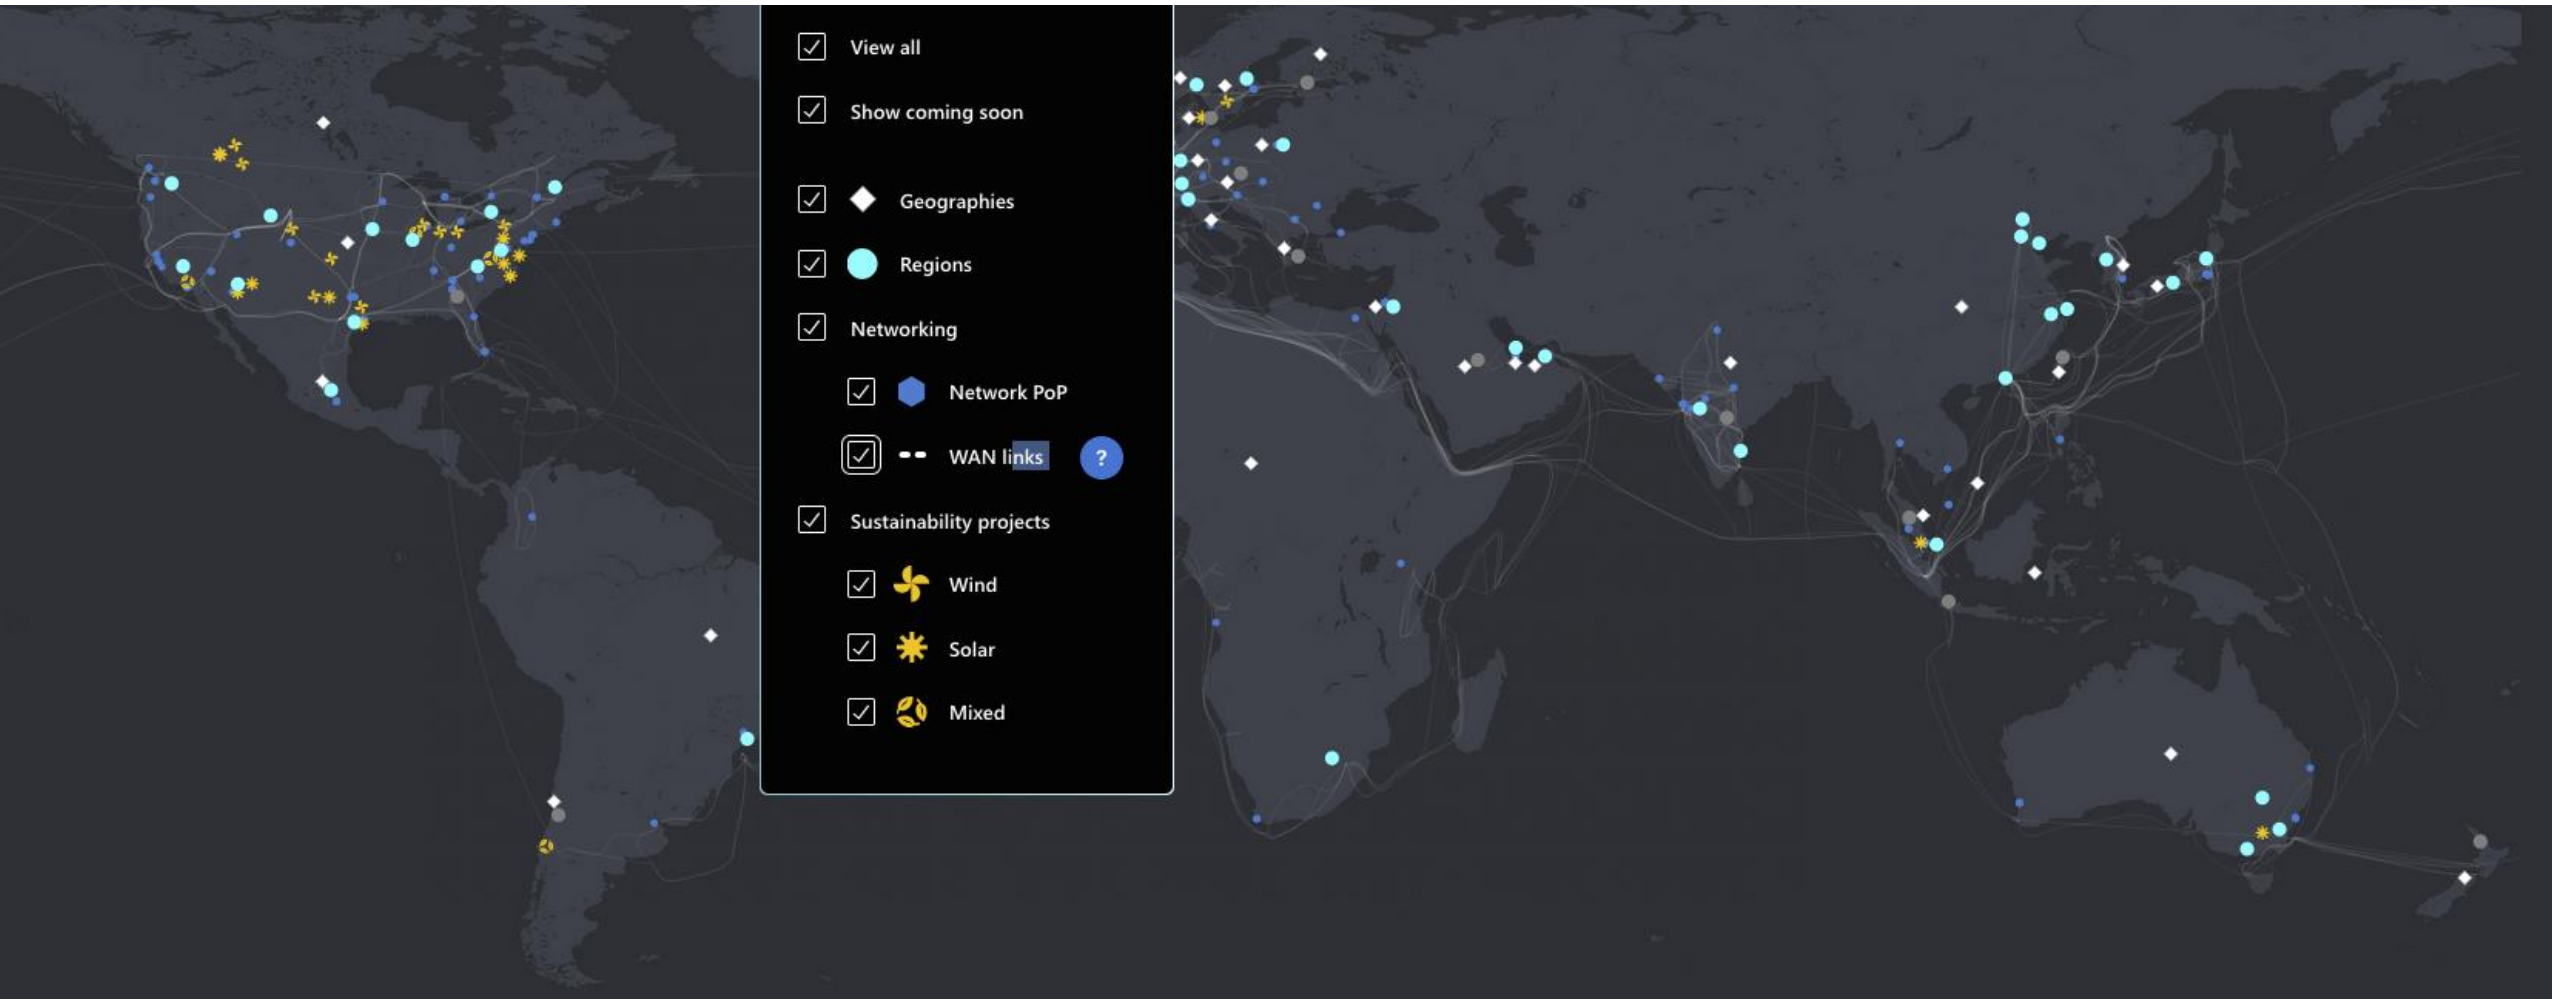 View all
Show coming soon
Geographies
Regions
Networking
Network PoP
WAN links ?
Sustainability projects
Wind
Solar
Mixed